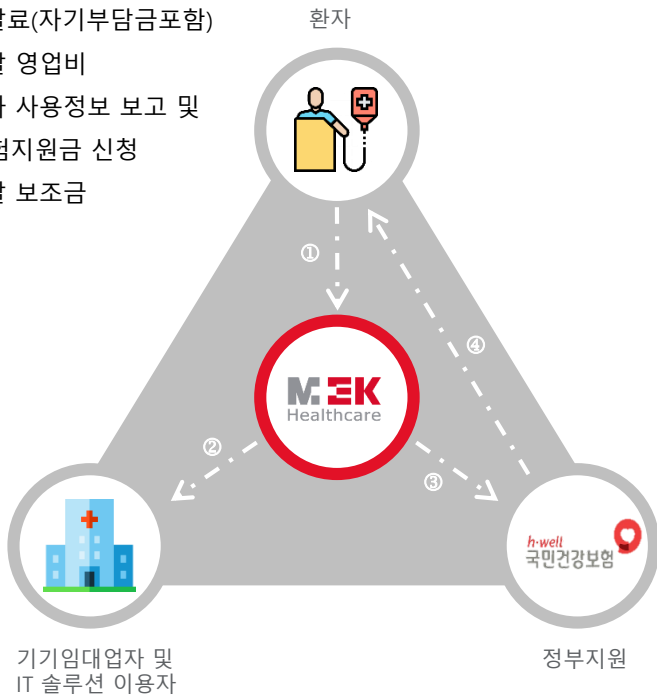 료(자기부담금포함)
환자
영업비
사용정보 보고 및
지원금 신청
보조금
①
④
MEK
Healthcare
②
③
h·well
국민건강보험
기기임대업자 및
IT 솔루션 이용자
정부지원